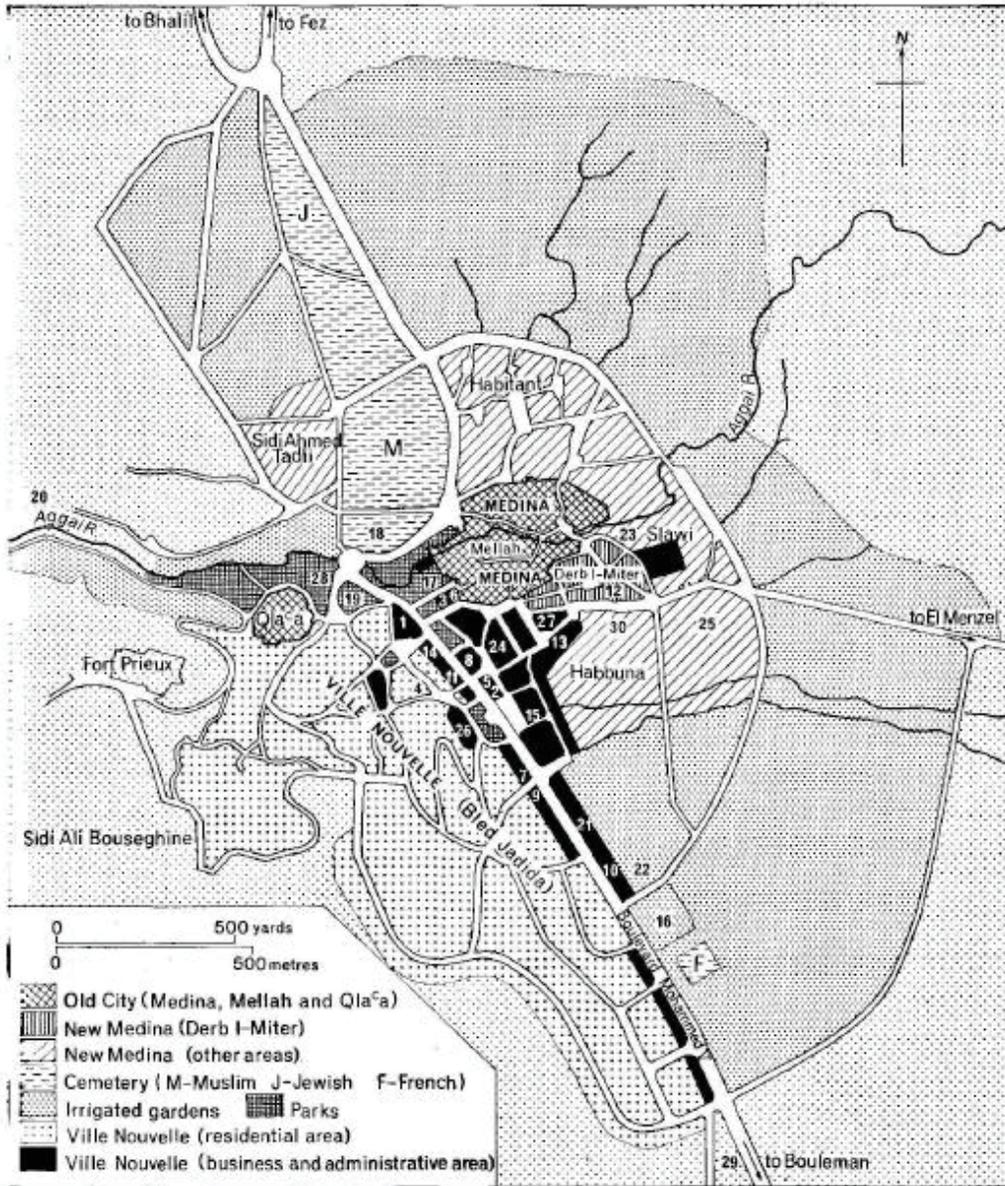 to Bhalil
to Fez
N
J
Aggai R.
Habitant
Sidi Ahmed
Tadli
M
MEDINA
20
Aggai R.
18
23
Slawi
Mellah
MEDINA
Derb l-Miter
12
28
17
19
3
Qlaᶜa
to El Menzel
1
27
13
30
25
14
8
24
Habbuna
Fort Prieux
11
5
2
4
15
26
VILLE NOUVELLE
(Bled Jadida)
7
9
21
Sidi Ali Bouseghine
10
22
16
F
Boulevard Mohammed V
0 500 yards
0 500 metres
Old City (Medina, Mellah and Qlaᶜa)
New Medina (Derb l-Miter)
New Medina (other areas)
Cemetery (M-Muslim J-Jewish F-French)
Irrigated gardens Parks
Ville Nouvelle (residential area)
Ville Nouvelle (business and administrative area)
29
to Bouleman